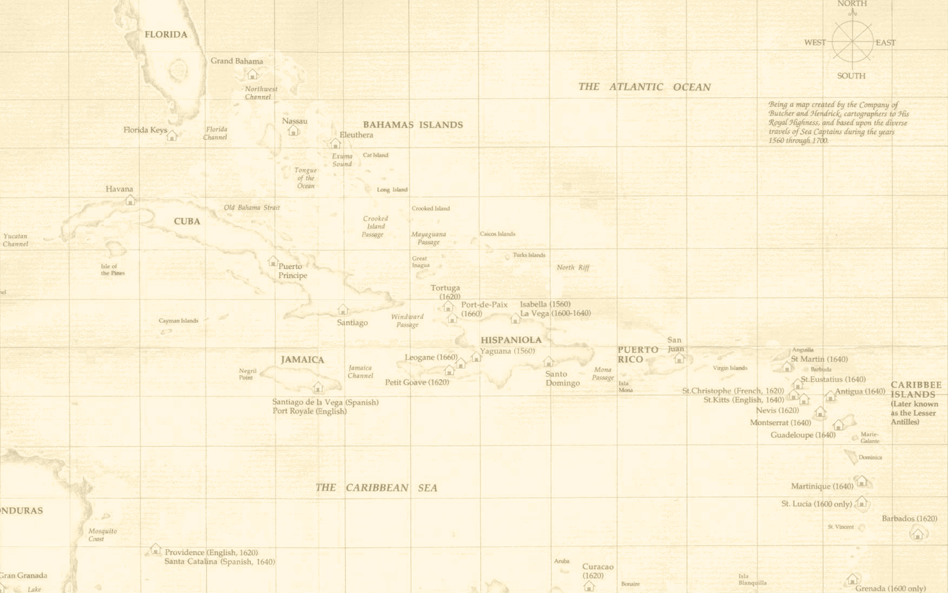 NORTH
FLORIDA
WEST
EAST
Grand Bahama
SOUTH
THE ATLANTIC OCEAN
Northwest
Channel
Being a map created by the Company of
Butcher and Hendrick, cartographers to His
Royal Highness, and based upon the diverse
travels of Sea Captains during the years
1560 through 1700.
Nassau
BAHAMAS ISLANDS
Florida Keys
Florida
Channel
Eleuthera
Exuma
Sound
Cat Island
Tongue
of the
Ocean
Havana
Long Island
Old Bahama Strait
Crooked Island
CUBA
Crooked
Island
Passage
Yucatan
Channel
Mayaguana
Passage
Caicos Islands
Turks Islands
Isle of
the Pines
Puerto
Principe
Great
Inagua
North Riff
Tortuga
(1620)
Port-de-Paix
(1660)
Isabella (1560)
La Vega (1600-1640)
Cayman Islands
Santiago
Windward
Passage
HISPANIOLA
Yaguana (1560)
San
Juan
PUERTO
RICO
Anguilla
St Martin (1640)
JAMAICA
Leogane (1660)
Negril
Point
Jamaica
Channel
Petit Goave (1620)
Santo
Domingo
Mona
Passage
Isla
Mona
Virgin Islands
Barbuda
St.Eustatius (1640)
St.Christophe (French, 1620)
St.Kitts (English, 1640)
Antigua (1640)
CARIBBEE
ISLANDS
(Later known
as the Lesser
Antilles)
Santiago de la Vega (Spanish)
Port Royale (English)
Nevis (1620)
Montserrat (1640)
Guadeloupe (1640)
Marie-
Galante
Dominica
THE CARIBBEAN SEA
Martinique (1640)
St. Lucia (1600 only)
NDURAS
Barbados (1620)
St. Vincent
Mosquito
Coast
Providence (English, 1620)
Santa Catalina (Spanish, 1640)
Aruba
Curacao
(1620)
Bonaire
Isla
Blanquilla
Gran Granada
Lake
Grenada (1600 only)